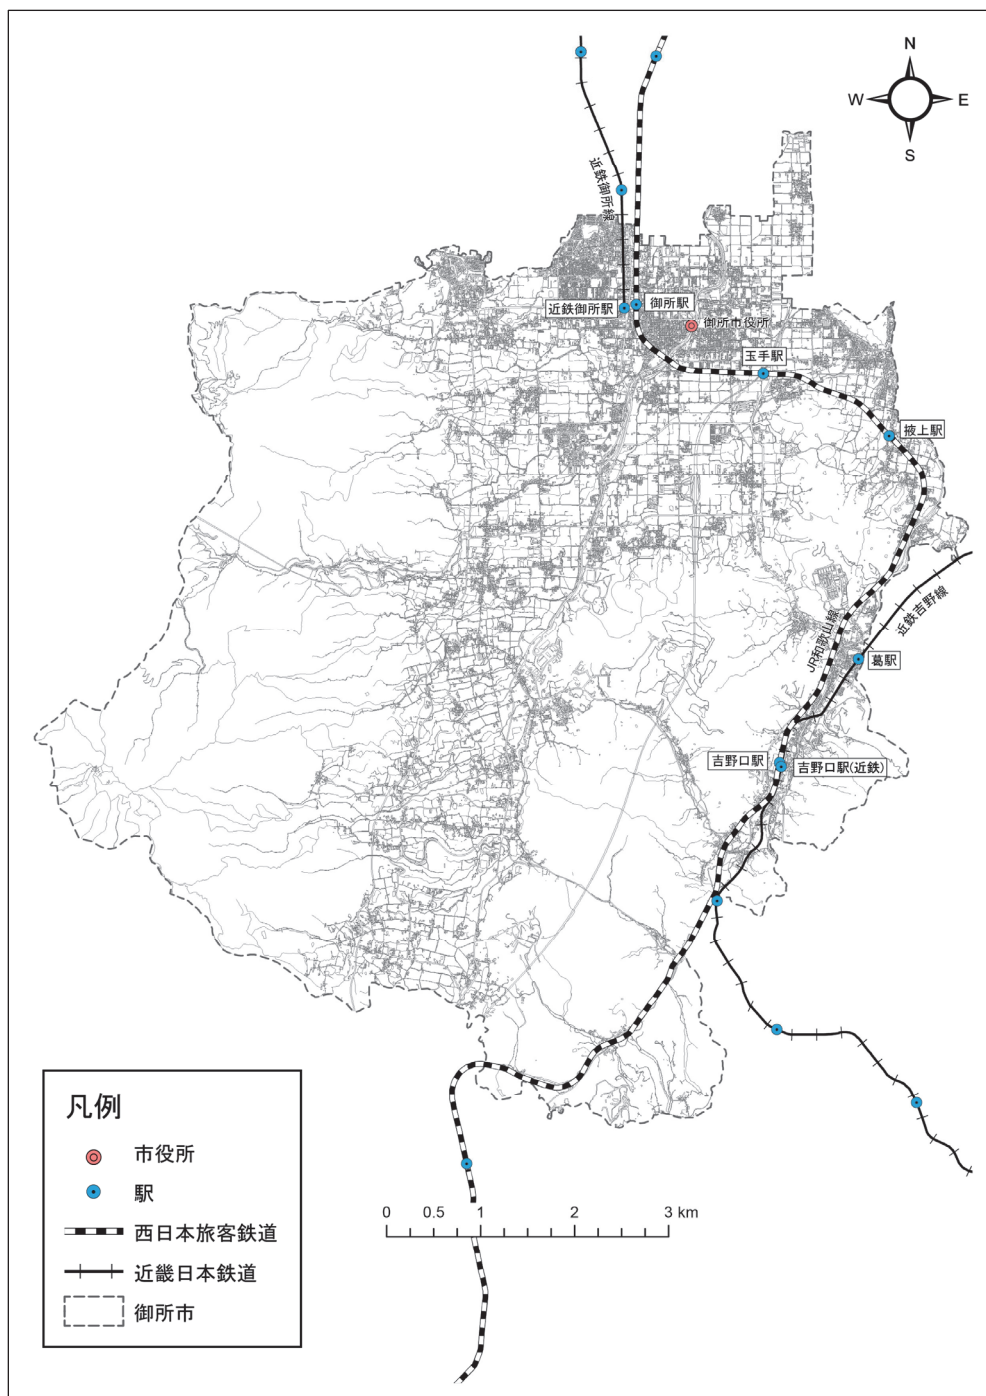 N
W
E
S
近鉄御所線
近鉄御所駅
御所駅
御所市役所
玉手駅
掖上駅
近鉄吉野線
JR和歌山線
葛駅
吉野口駅
吉野口駅(近鉄)
凡例
市役所
駅
西日本旅客鉄道
近畿日本鉄道
御所市
0 0.5 1 2 3 km